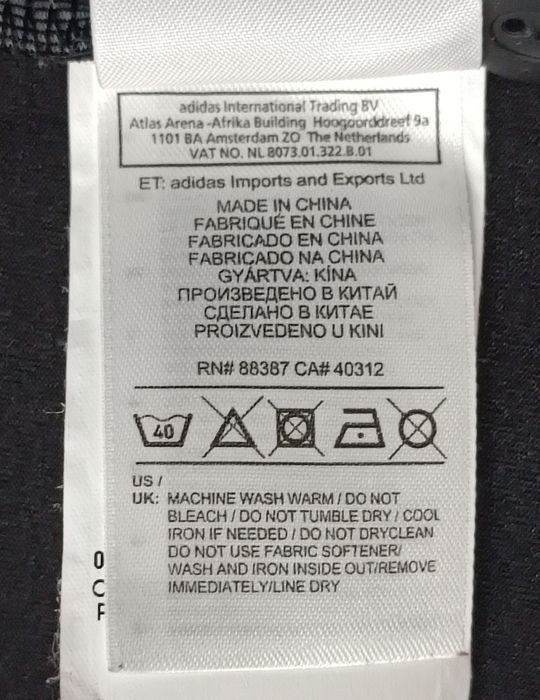 adidas International Trading BV
Atlas Arena -Afrika Building Hoogoorddreef 9a
1101 BA Amsterdam ZO The Netherlands
VAT NO. NL 8073.01.322.B.01
ET: adidas Imports and Exports Ltd
MADE IN CHINA
FABRIQUÉ EN CHINE
FABRICADO EN CHINA
FABRICADO NA CHINA
GYÁRTVA: KÍNA
ПРОИЗВЕДЕНО В КИТАЙ
СДЕЛАНО В КИТАЕ
PROIZVEDENO U KINI
RN# 88387 CA# 40312
40
US /
UK: MACHINE WASH WARM / DO NOT
BLEACH / DO NOT TUMBLE DRY / COOL
IRON IF NEEDED / DO NOT DRYCLEAN
DO NOT USE FABRIC SOFTENER/
WASH AND IRON INSIDE OUT/REMOVE
IMMEDIATELY/LINE DRY
0